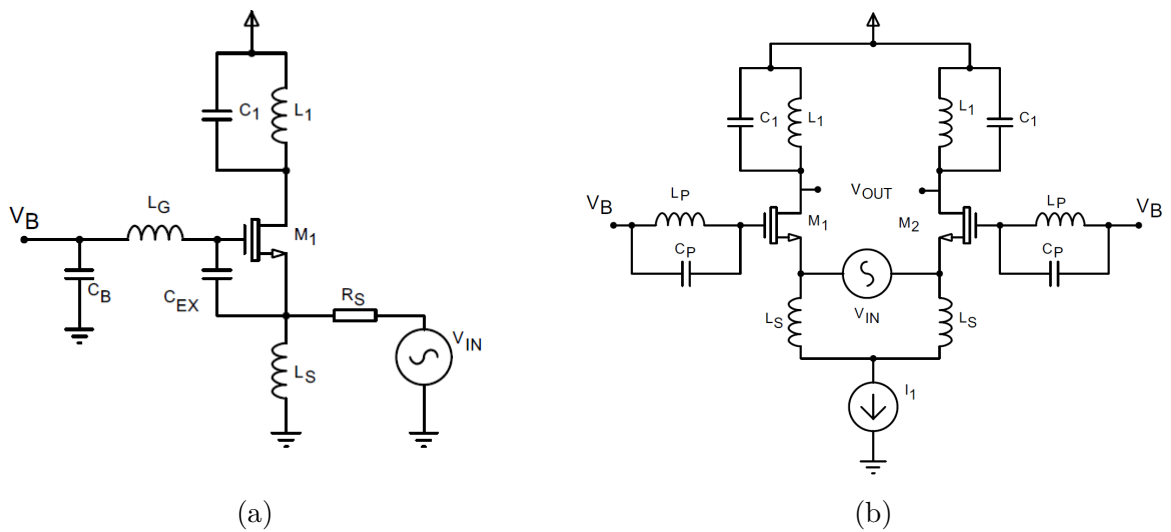 C1
L1
VB
LG
M1
CB
CEX
RS
VIN
LS
(a)
C1
L1
L1
C1
VB
LP
CP
M1
VOUT
M2
LP
CP
VB
VIN
LS
LS
I1
(b)